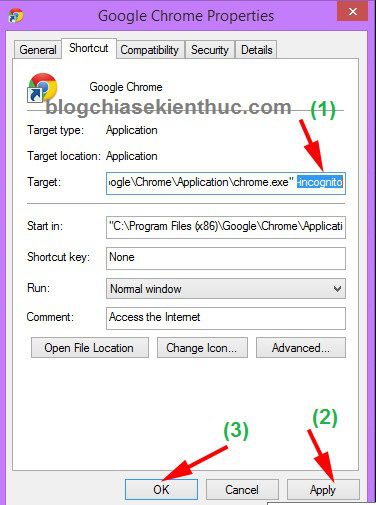 Google Chrome Properties
General Shortcut Compatibility Security Details
Google Chrome
blogchiasekienthuc.com
(1)
Target type: Application
Target location: Application
Target: ogle\Chrome\Application\chrome.exe" -incognito
Start in: "C:\Program Files (x86)\Google\Chrome\Applicati
Shortcut key: None
Run: Normal window
Comment: Access the Internet
Open File Location Change Icon... Advanced...
(3)
(2)
OK Cancel Apply